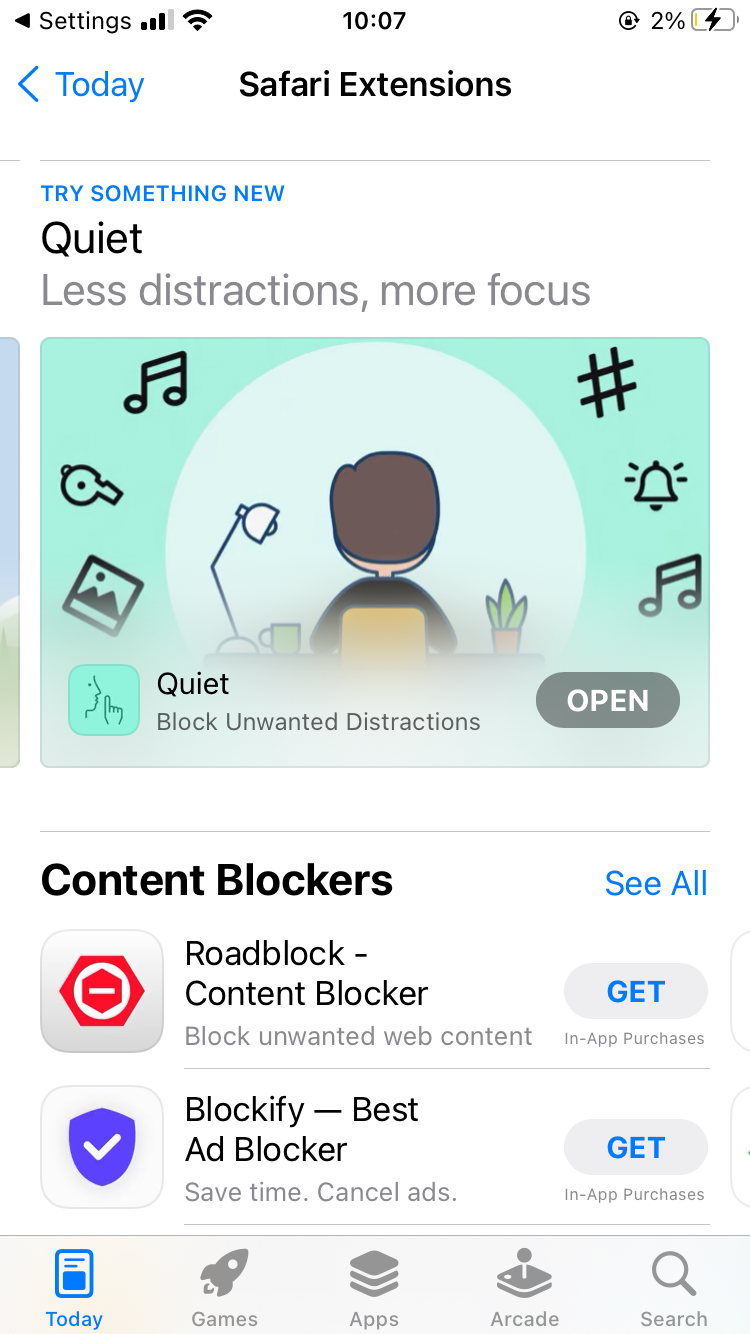 Settings
10:07
2%
Today
Safari Extensions
TRY SOMETHING NEW
Quiet
Less distractions, more focus
Quiet
Block Unwanted Distractions
OPEN
Content Blockers
See All
Roadblock -
Content Blocker
Block unwanted web content
GET
In-App Purchases
Blockify — Best
Ad Blocker
Save time. Cancel ads.
GET
In-App Purchases
Today
Games
Apps
Arcade
Search